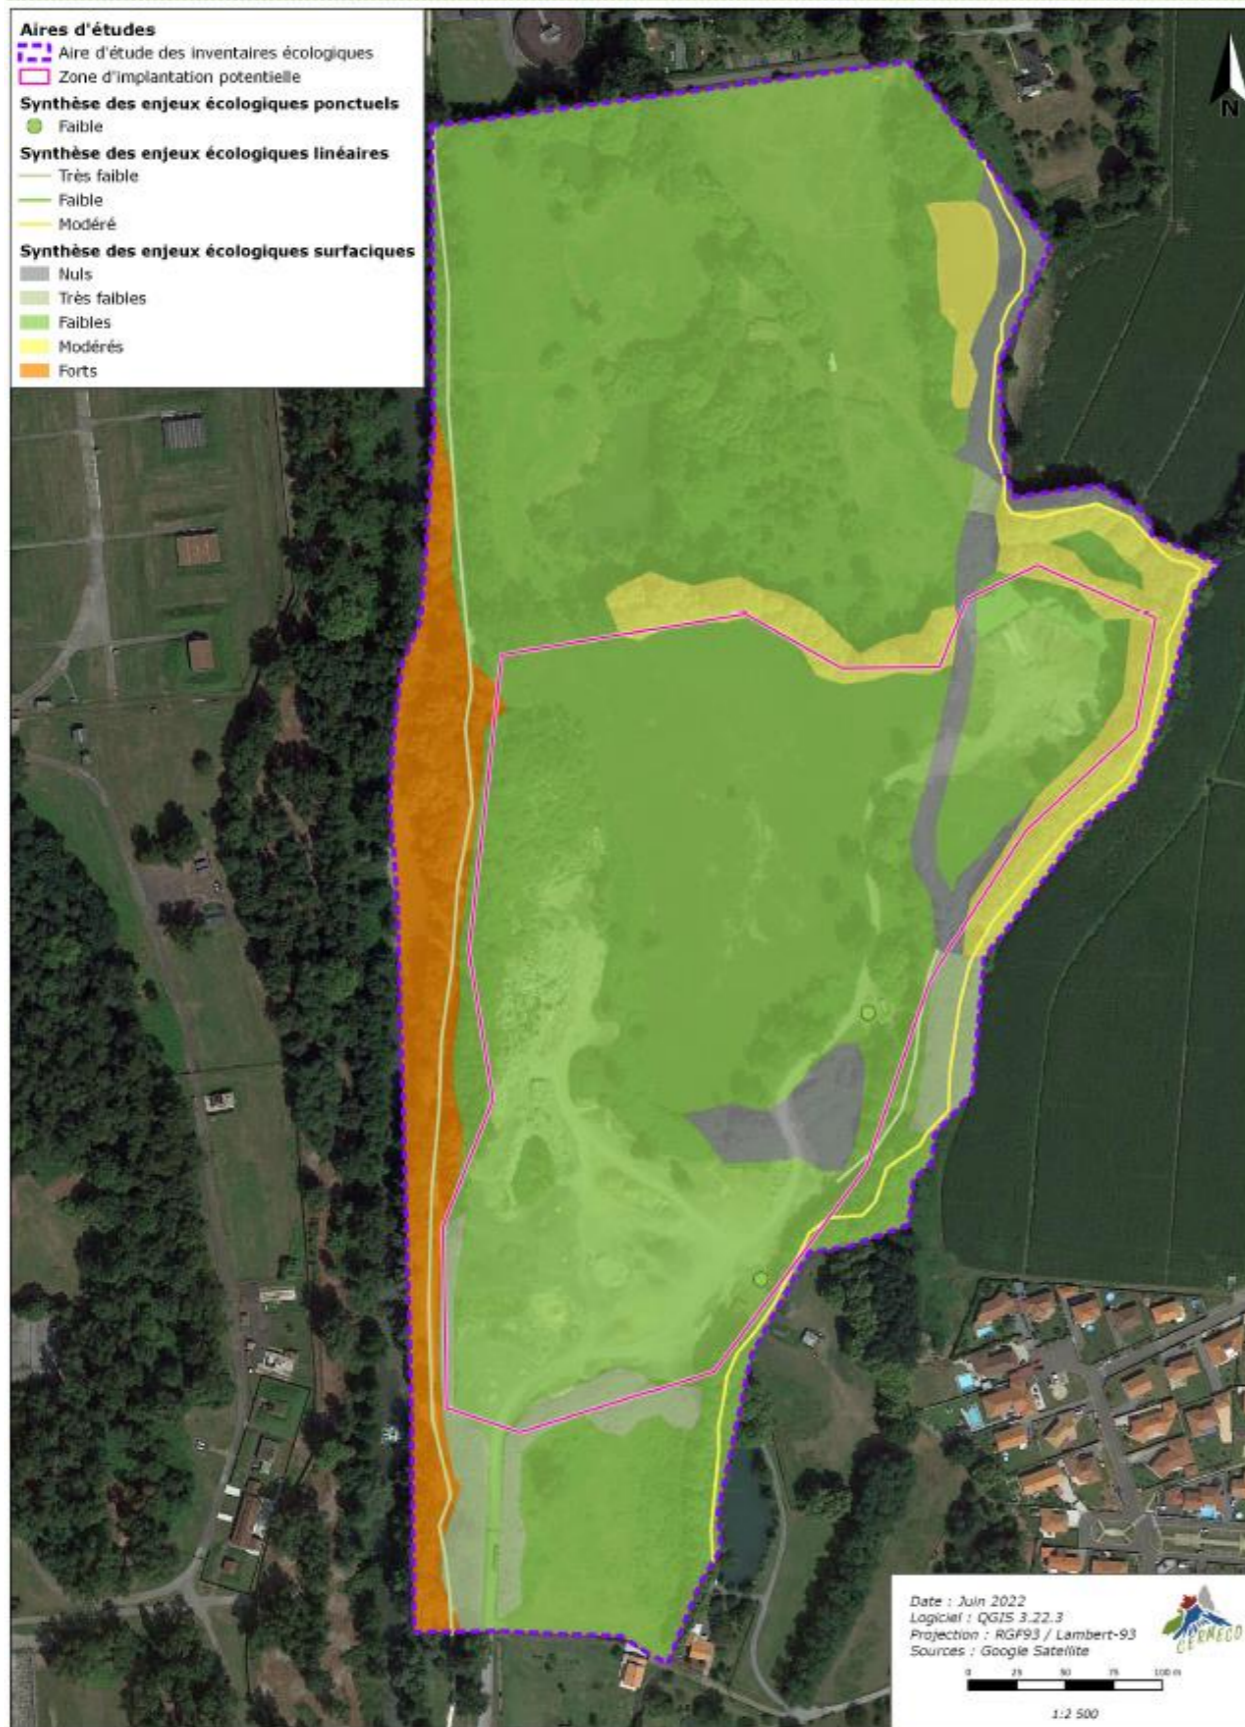 Aires d'études
Aire d'étude des inventaires écologiques
Zone d'implantation potentielle
Synthèse des enjeux écologiques ponctuels
Faible
Synthèse des enjeux écologiques linéaires
Très faible
Faible
Modéré
Synthèse des enjeux écologiques surfaciques
Nuls
Très faibles
Faibles
Modérés
Forts
N
Date : Juin 2022
Logiciel : QGIS 3.22.3
Projection : RGF93 / Lambert-93
Sources : Google Satellite
CERMECO
0 25 50 75 100 m
1:2 500